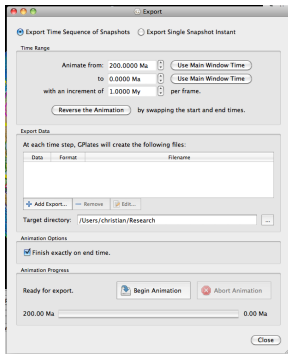 Export
Export Time Sequence of Snapshots Export Single Snapshot Instant
Time Range
Animate from: 200.0000 Ma Use Main Window Time
to 0.0000 Ma Use Main Window Time
with an increment of 1.0000 My per frame.
Reverse the Animation by swapping the start and end times.
Export Data
At each time step, GPlates will create the following files:
Data Format Filename
Add Export... Remove Edit...
Target directory: /Users/christian/Research ...
Animation Options
Finish exactly on end time.
Animation Progress
Ready for export. Begin Animation Abort Animation
200.00 Ma 0.00 Ma
Close